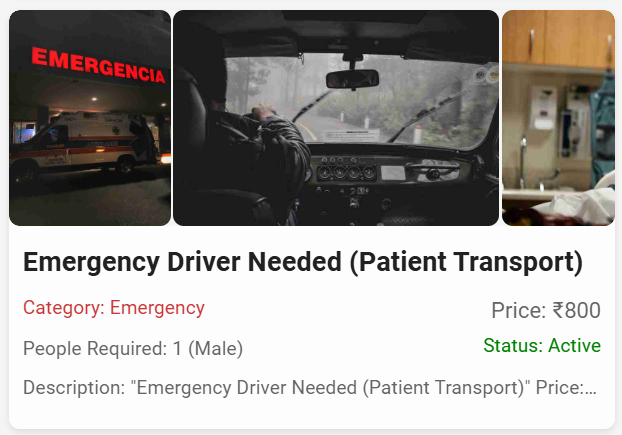 EMERGENCIA
Emergency Driver Needed (Patient Transport)
Category: Emergency
Price: ₹800
People Required: 1 (Male)
Status: Active
Description: "Emergency Driver Needed (Patient Transport)" Price:...